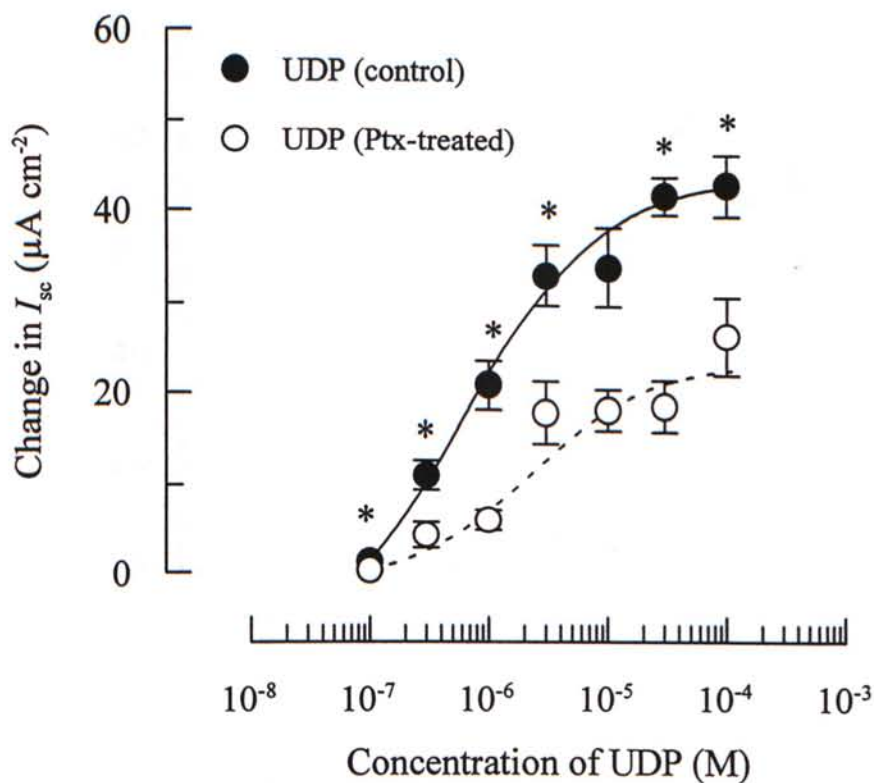 60
UDP (control)
UDP (Ptx-treated)
*
*
*
40
*
*
20
*
0
Change in Isc (µA cm-2)
10-8 10-7 10-6 10-5 10-4 10-3
Concentration of UDP (M)